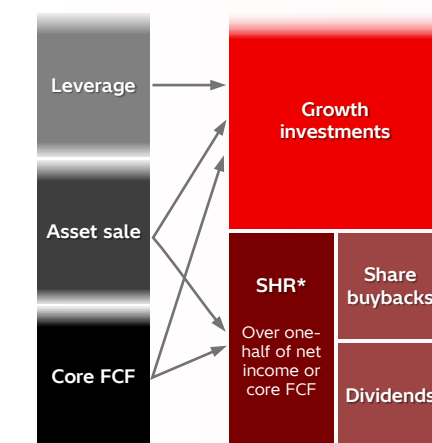 Leverage
Asset sale
Core FCF
Growth
investments
SHR*
Over one-
half of net
income or
core FCF
Share
buybacks
Dividends